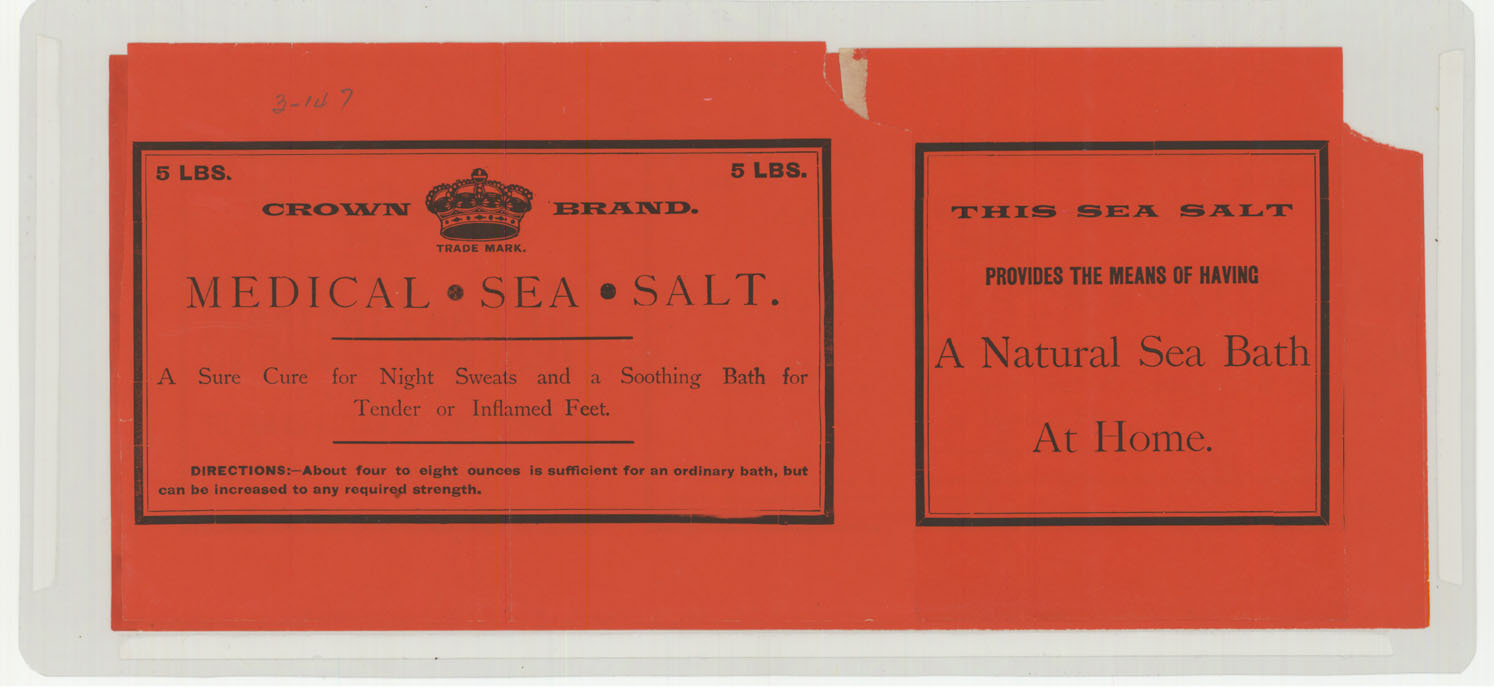 3-147
5 LBS. 5 LBS.
CROWN BRAND.
TRADE MARK.
MEDICAL • SEA • SALT.
A Sure Cure for Night Sweats and a Soothing Bath for
Tender or Inflamed Feet.
DIRECTIONS:—About four to eight ounces is sufficient for an ordinary bath, but
can be increased to any required strength.
THIS SEA SALT
PROVIDES THE MEANS OF HAVING
A Natural Sea Bath
At Home.